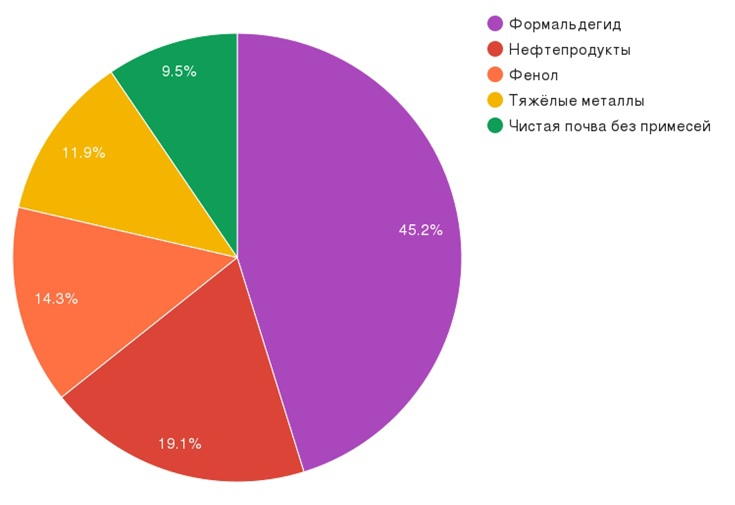 Формальдегид
Нефтепродукты
Фенол
Тяжёлые металлы
Чистая почва без примесей
9.5%
11.9%
45.2%
14.3%
19.1%